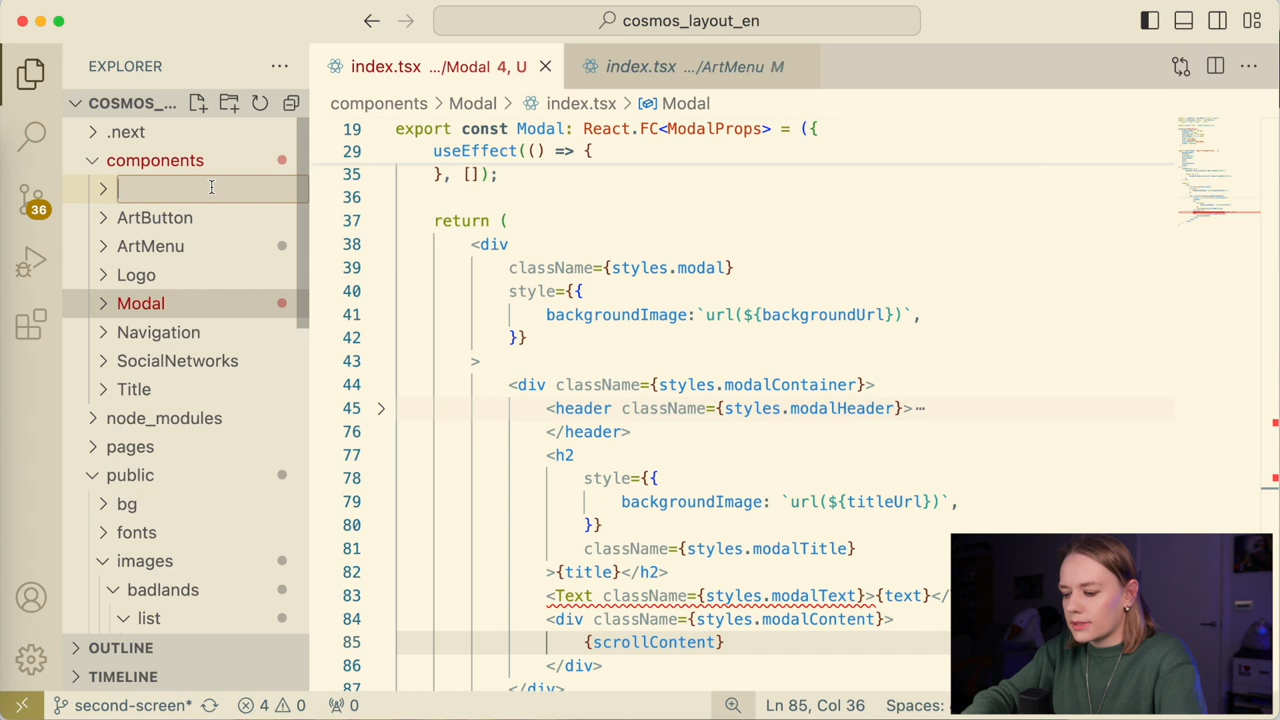 cosmos_layout_en
EXPLORER
COSMOS_...
.next
components
ArtButton
ArtMenu
Logo
Modal
Navigation
SocialNetworks
Title
node_modules
pages
public
bg
fonts
images
badlands
list
OUTLINE
TIMELINE
36
index.tsx .../Modal 4, U
index.tsx .../ArtMenu M
components > Modal > index.tsx > Modal
19 export const Modal: React.FC<ModalProps> = ({
29 useEffect(() => {
35 }, []);
36
37 return (
38 <div
39 className={styles.modal}
40 style={{
41 backgroundImage:`url(${backgroundUrl})`,
42 }}
43 >
44 <div className={styles.modalContainer}>
45 <header className={styles.modalHeader}>…
76 </header>
77 <h2
78 style={{
79 backgroundImage: `url(${titleUrl})`,
80 }}
81 className={styles.modalTitle}
82 >{title}</h2>
83 <Text className={styles.modalText}>{text}</
84 <div className={styles.modalContent}>
85 {scrollContent}
86 </div>
87 </div>
second-screen* 4 0 0 Ln 85, Col 36 Spaces: